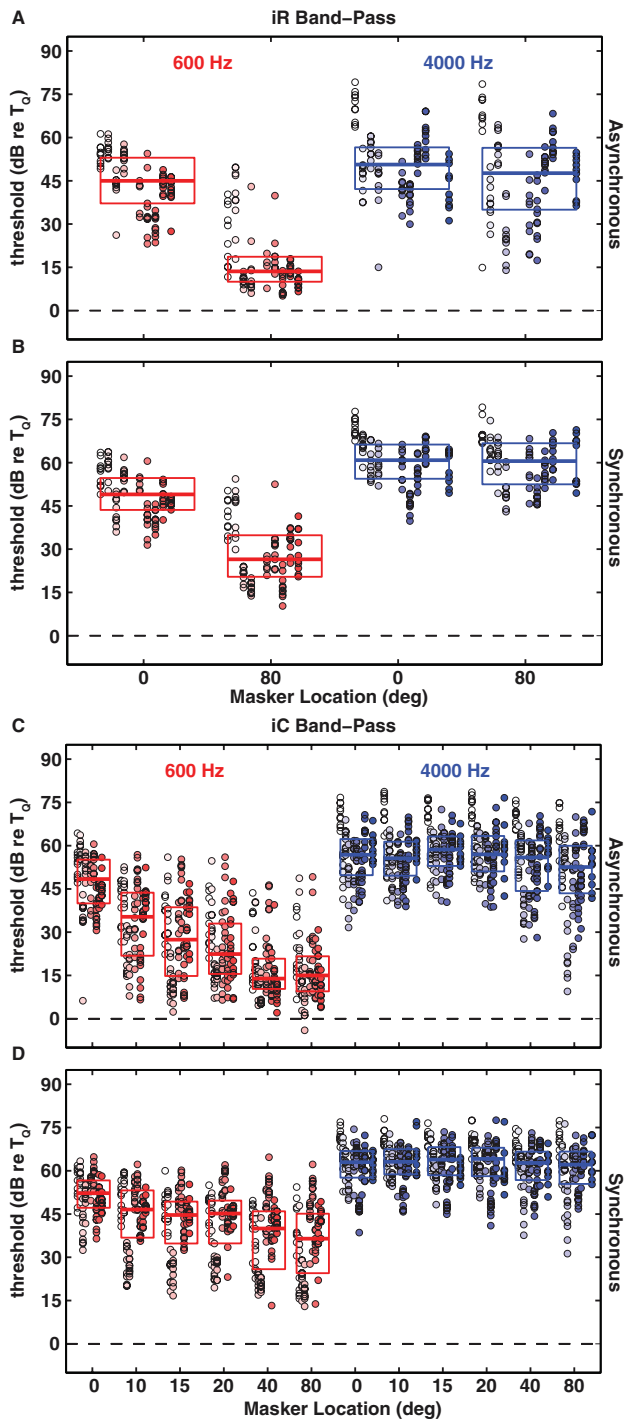 A
iR Band–Pass
600 Hz
4000 Hz
90
75
60
45
30
15
0
threshold (dB re TQ)
Asynchronous
B
90
75
60
45
30
15
0
threshold (dB re TQ)
Synchronous
0 80 0 80
Masker Location (deg)
C
iC Band–Pass
600 Hz
4000 Hz
90
75
60
45
30
15
0
threshold (dB re TQ)
Asynchronous
D
90
75
60
45
30
15
0
threshold (dB re TQ)
Synchronous
0 10 15 20 40 80 0 10 15 20 40 80
Masker Location (deg)